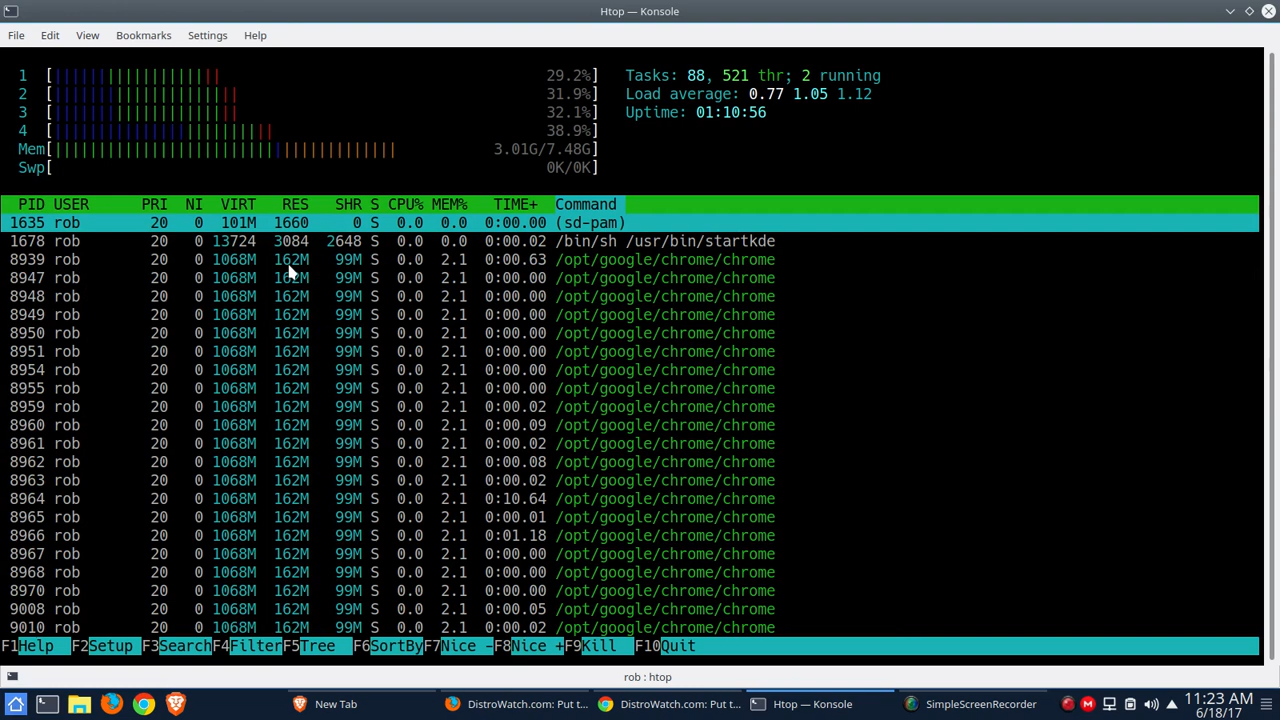 Htop — Konsole
File Edit View Bookmarks Settings Help
1 [|||||||||||||||||||| 29.2%] Tasks: 88, 521 thr; 2 running
2 [|||||||||||||||||||||| 31.9%] Load average: 0.77 1.05 1.12
3 [|||||||||||||||||||||| 32.1%] Uptime: 01:10:56
4 [|||||||||||||||||||||||||| 38.9%]
Mem[||||||||||||||||||||||||||||||||||||||||| 3.01G/7.48G]
Swp[ 0K/0K]
PID USER PRI NI VIRT RES SHR S CPU% MEM% TIME+ Command
1635 rob 20 0 101M 1660 0 S 0.0 0.0 0:00.00 (sd-pam)
1678 rob 20 0 13724 3084 2648 S 0.0 0.0 0:00.02 /bin/sh /usr/bin/startkde
8939 rob 20 0 1068M 162M 99M S 0.0 2.1 0:00.63 /opt/google/chrome/chrome
8947 rob 20 0 1068M 162M 99M S 0.0 2.1 0:00.00 /opt/google/chrome/chrome
8948 rob 20 0 1068M 162M 99M S 0.0 2.1 0:00.00 /opt/google/chrome/chrome
8949 rob 20 0 1068M 162M 99M S 0.0 2.1 0:00.00 /opt/google/chrome/chrome
8950 rob 20 0 1068M 162M 99M S 0.0 2.1 0:00.00 /opt/google/chrome/chrome
8951 rob 20 0 1068M 162M 99M S 0.0 2.1 0:00.00 /opt/google/chrome/chrome
8954 rob 20 0 1068M 162M 99M S 0.0 2.1 0:00.00 /opt/google/chrome/chrome
8955 rob 20 0 1068M 162M 99M S 0.0 2.1 0:00.00 /opt/google/chrome/chrome
8959 rob 20 0 1068M 162M 99M S 0.0 2.1 0:00.02 /opt/google/chrome/chrome
8960 rob 20 0 1068M 162M 99M S 0.0 2.1 0:00.09 /opt/google/chrome/chrome
8961 rob 20 0 1068M 162M 99M S 0.0 2.1 0:00.02 /opt/google/chrome/chrome
8962 rob 20 0 1068M 162M 99M S 0.0 2.1 0:00.08 /opt/google/chrome/chrome
8963 rob 20 0 1068M 162M 99M S 0.0 2.1 0:00.02 /opt/google/chrome/chrome
8964 rob 20 0 1068M 162M 99M S 0.0 2.1 0:10.64 /opt/google/chrome/chrome
8965 rob 20 0 1068M 162M 99M S 0.0 2.1 0:00.01 /opt/google/chrome/chrome
8966 rob 20 0 1068M 162M 99M S 0.0 2.1 0:01.18 /opt/google/chrome/chrome
8967 rob 20 0 1068M 162M 99M S 0.0 2.1 0:00.00 /opt/google/chrome/chrome
8968 rob 20 0 1068M 162M 99M S 0.0 2.1 0:00.00 /opt/google/chrome/chrome
8970 rob 20 0 1068M 162M 99M S 0.0 2.1 0:00.00 /opt/google/chrome/chrome
9008 rob 20 0 1068M 162M 99M S 0.0 2.1 0:00.05 /opt/google/chrome/chrome
9010 rob 20 0 1068M 162M 99M S 0.0 2.1 0:00.02 /opt/google/chrome/chrome
F1Help F2Setup F3SearchF4FilterF5Tree F6SortByF7Nice -F8Nice +F9Kill F10Quit
rob : htop
New Tab DistroWatch.com: Put t... DistroWatch.com: Put t... Htop — Konsole SimpleScreenRecorder 11:23 AM
6/18/17